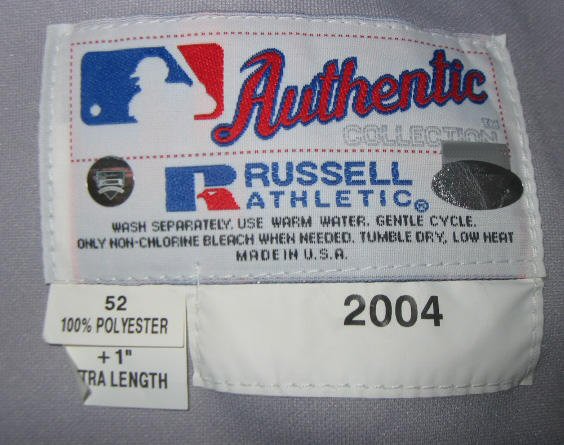 Authentic
COLLECTION™
RUSSELL
ATHLETIC®
WASH SEPARATELY. USE WARM WATER. GENTLE CYCLE.
ONLY NON-CHLORINE BLEACH WHEN NEEDED. TUMBLE DRY, LOW HEAT
MADE IN U.S.A.
52
100% POLYESTER
+ 1"
TRA LENGTH
2004